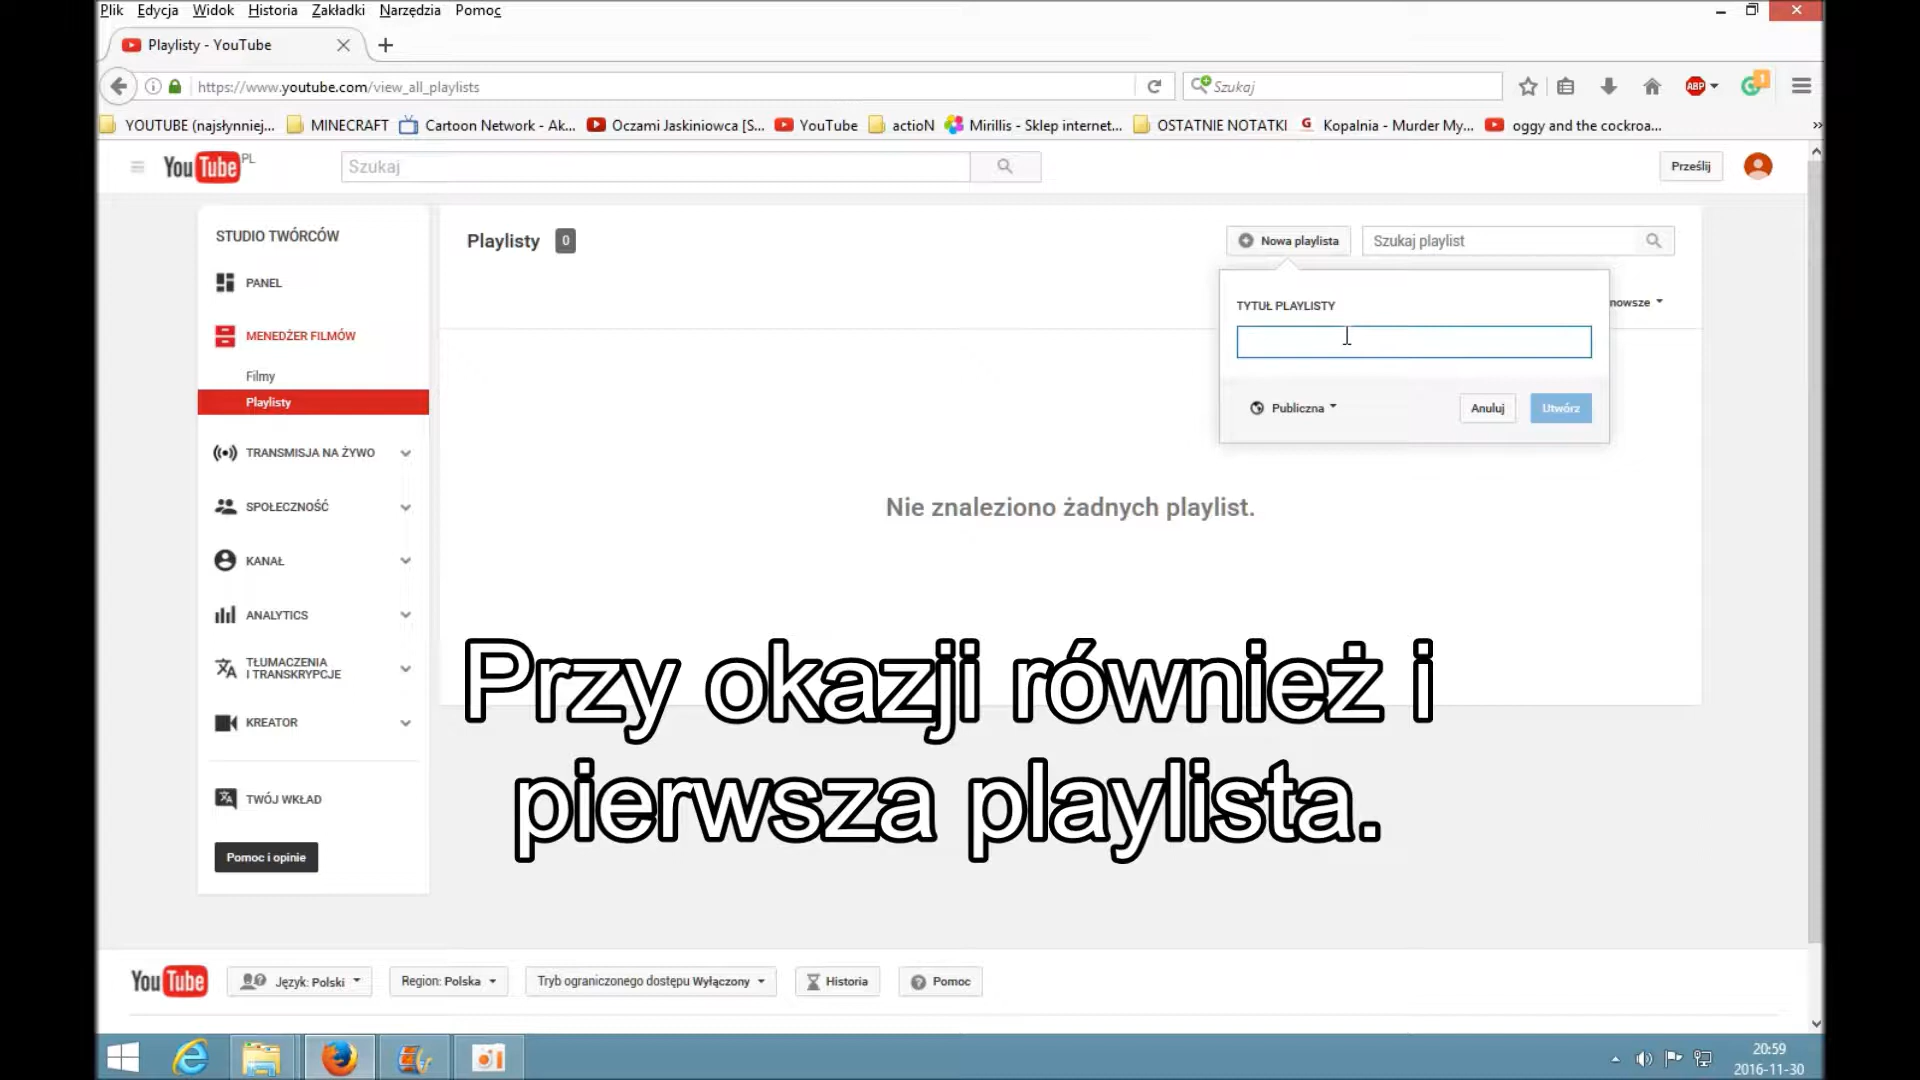 Plik Edycja Widok Historia Zakładki Narzędzia Pomoc
Playlisty - YouTube
https://www.youtube.com/view_all_playlists
Szukaj
ABP
1
YOUTUBE (najsłynniej...
MINECRAFT
Cartoon Network - Ak...
Oczami Jaskiniowca [S...
YouTube
actioN
Mirillis - Sklep internet...
OSTATNIE NOTATKI
Kopalnia - Murder My...
oggy and the cockroa...
YouTube PL
Szukaj
Prześlij
STUDIO TWÓRCÓW
PANEL
MENEDŻER FILMÓW
Filmy
Playlisty
TRANSMISJA NA ŻYWO
SPOŁECZNOŚĆ
KANAŁ
ANALYTICS
TŁUMACZENIA
I TRANSKRYPCJE
KREATOR
TWÓJ WKŁAD
Pomoc i opinie
Playlisty 0
Nowa playlista
Szukaj playlist
nowsze
TYTUŁ PLAYLISTY
Publiczna
Anuluj
Utwórz
Nie znaleziono żadnych playlist.
Przy okazji również i
pierwsza playlista.
YouTube
Język: Polski
Region: Polska
Tryb ograniczonego dostępu Wyłączony
Historia
Pomoc
20:59
2016-11-30